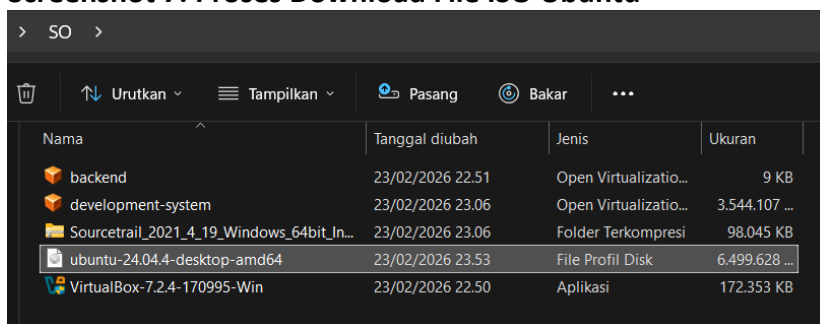 Screenshot 7. Proses Download File ISO Ubuntu
> SO >
Urutkan Tampilkan Pasang Bakar ...
Nama Tanggal diubah Jenis Ukuran
backend 23/02/2026 22.51 Open Virtualizatio... 9 KB
development-system 23/02/2026 23.06 Open Virtualizatio... 3.544.107 ...
Sourcetrail_2021_4_19_Windows_64bit_In... 23/02/2026 23.06 Folder Terkompresi 98.045 KB
ubuntu-24.04.4-desktop-amd64 23/02/2026 23.53 File Profil Disk 6.499.628 ...
VirtualBox-7.2.4-170995-Win 23/02/2026 22.50 Aplikasi 172.353 KB